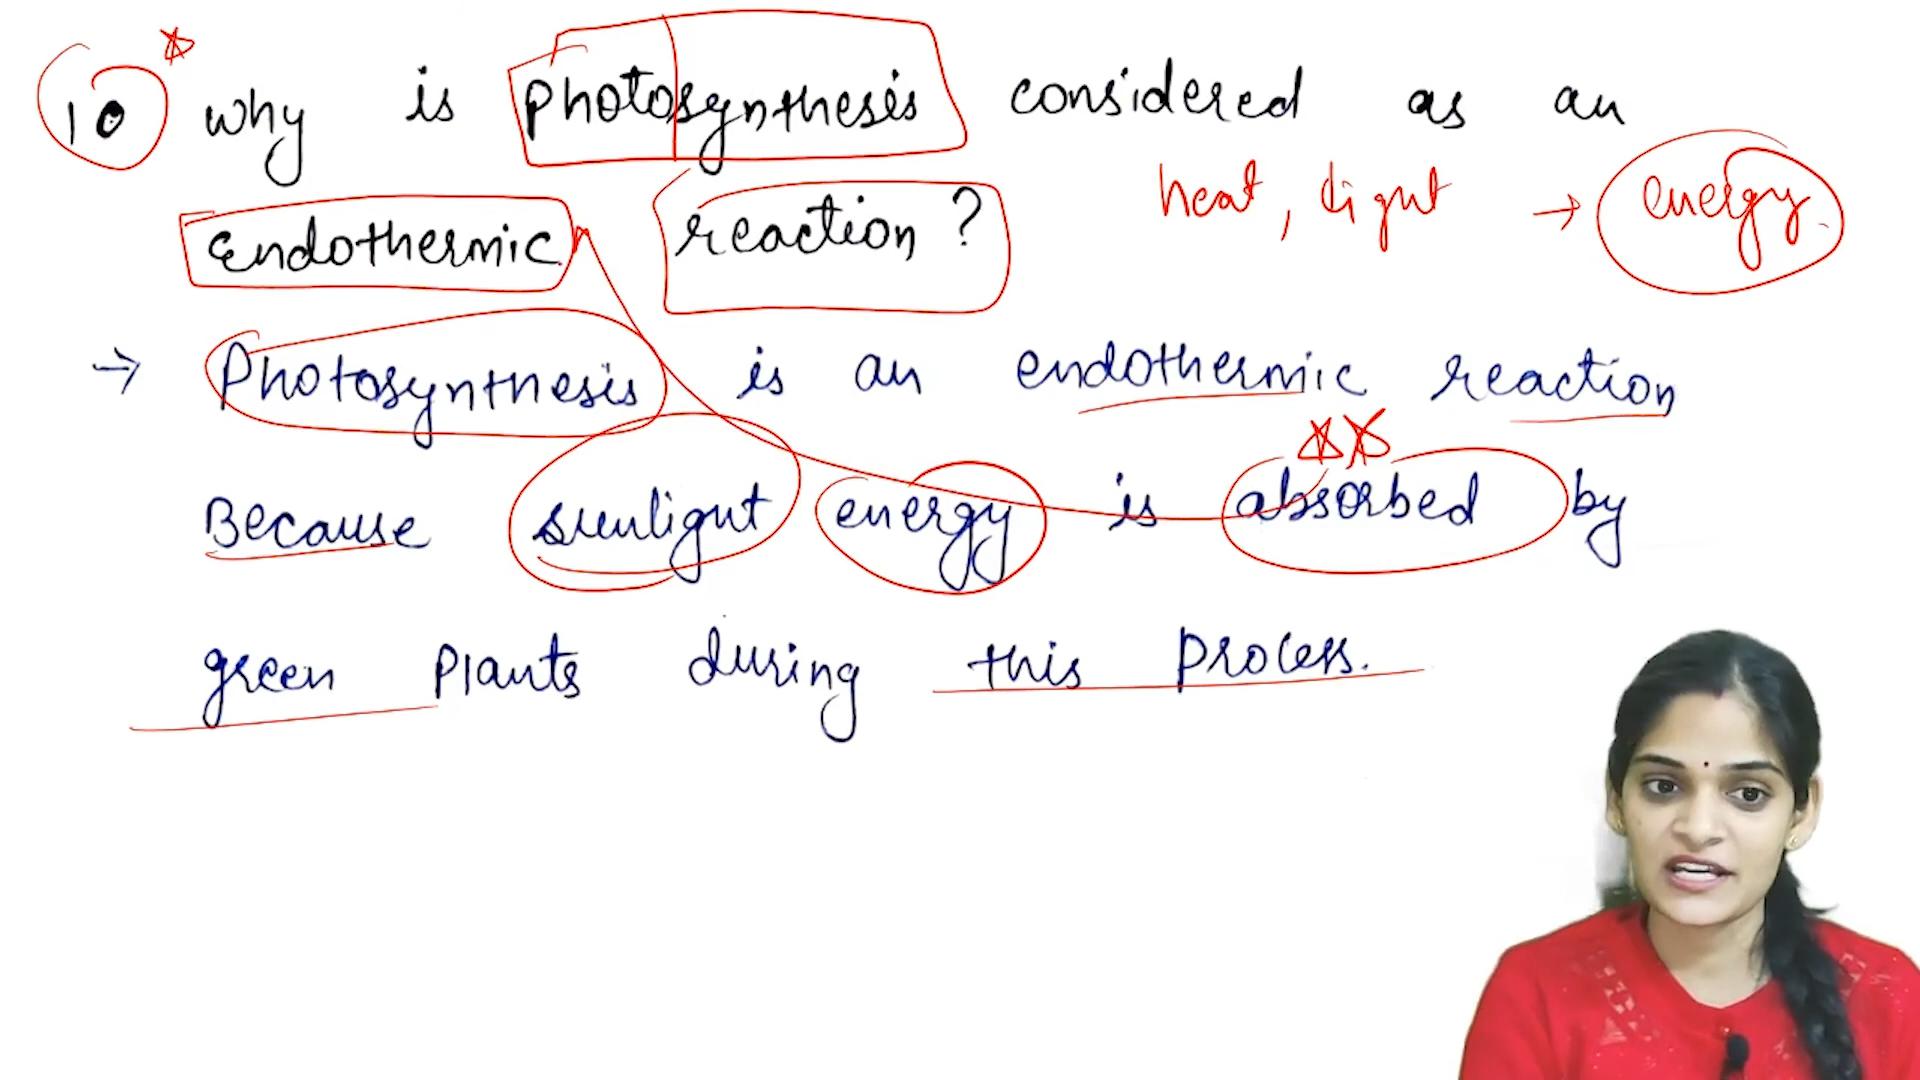 10 why is photosynthesis considered as an
heat, light → energy.
Endothermic reaction?
→ Photosynthesis is an endothermic reaction
Because sunlight energy is absorbed by
green plants during this process.